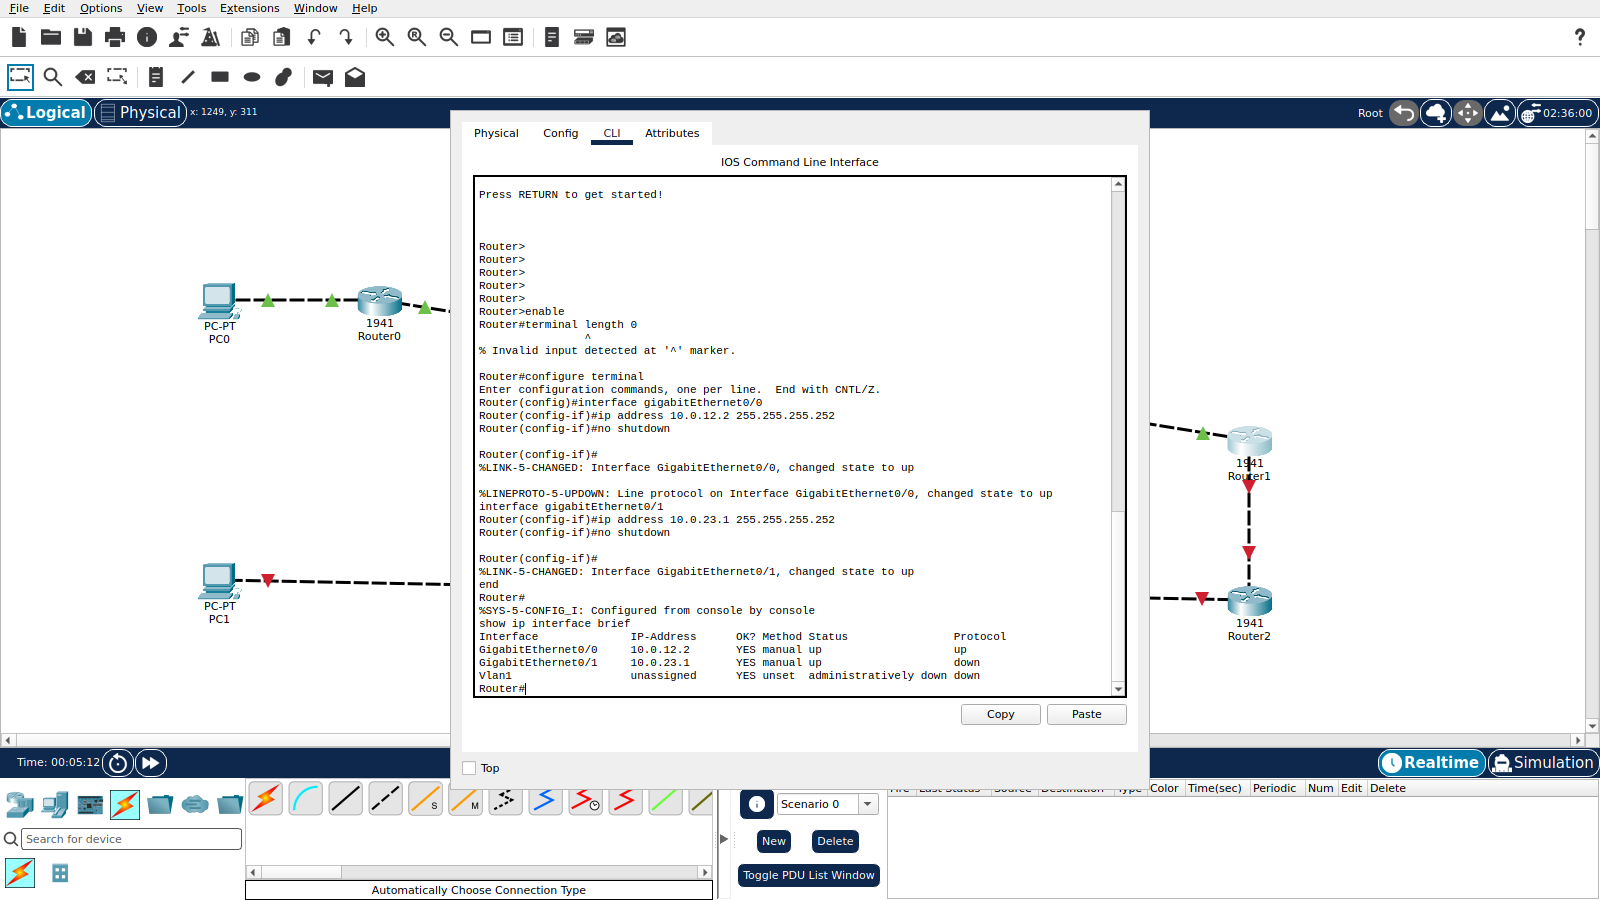 File Edit Options View Tools Extensions Window Help
?
Logical Physical x: 1249, y: 311 Root 02:36:00
Physical Config CLI Attributes
IOS Command Line Interface
Press RETURN to get started!
Router>
Router>
Router>
Router>
Router>
Router>enable
Router#terminal length 0
^
% Invalid input detected at '^' marker.
Router#configure terminal
Enter configuration commands, one per line.  End with CNTL/Z.
Router(config)#interface gigabitEthernet0/0
Router(config-if)#ip address 10.0.12.2 255.255.255.252
Router(config-if)#no shutdown
Router(config-if)#
%LINK-5-CHANGED: Interface GigabitEthernet0/0, changed state to up
%LINEPROTO-5-UPDOWN: Line protocol on Interface GigabitEthernet0/0, changed state to up
interface gigabitEthernet0/1
Router(config-if)#ip address 10.0.23.1 255.255.255.252
Router(config-if)#no shutdown
Router(config-if)#
%LINK-5-CHANGED: Interface GigabitEthernet0/1, changed state to up
end
Router#
%SYS-5-CONFIG_I: Configured from console by console
show ip interface brief
Interface IP-Address OK? Method Status Protocol
GigabitEthernet0/0 10.0.12.2 YES manual up up
GigabitEthernet0/1 10.0.23.1 YES manual up down
Vlan1 unassigned YES unset administratively down down
Router#
Copy Paste
Top
PC-PT
PC0
1941
Router0
PC-PT
PC1
1941
Router1
1941
Router2
Time: 00:05:12 Realtime Simulation
Search for device
S M
Automatically Choose Connection Type
Scenario 0
New Delete
Toggle PDU List Window
Fire Last Status Source Destination Type Color Time(sec) Periodic Num Edit Delete